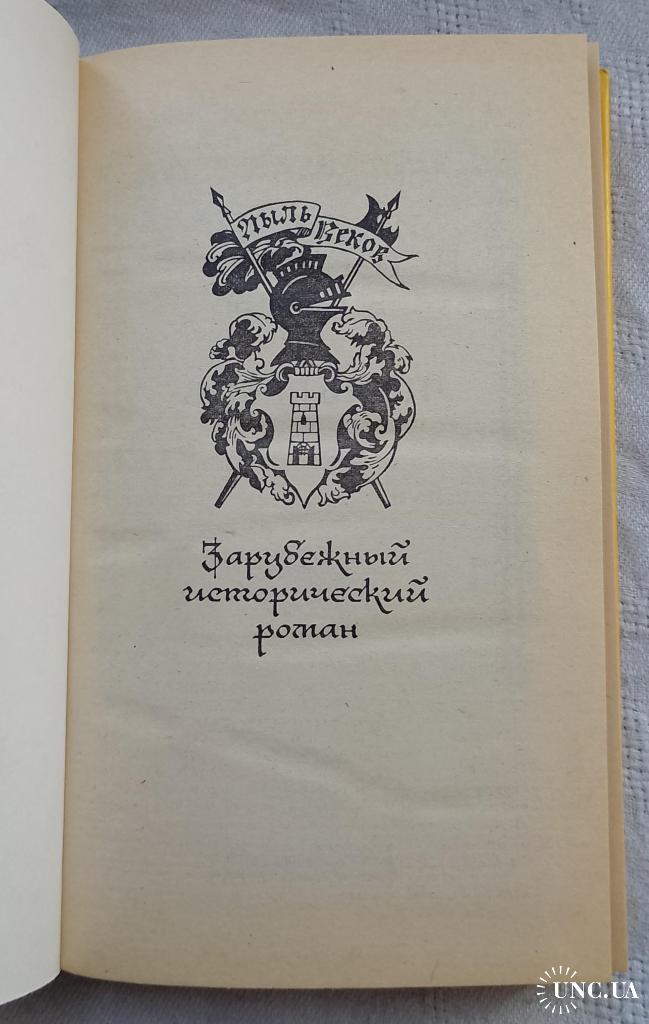 Пыль
Веков
Зарубежный
исторический
роман
UNC.UA